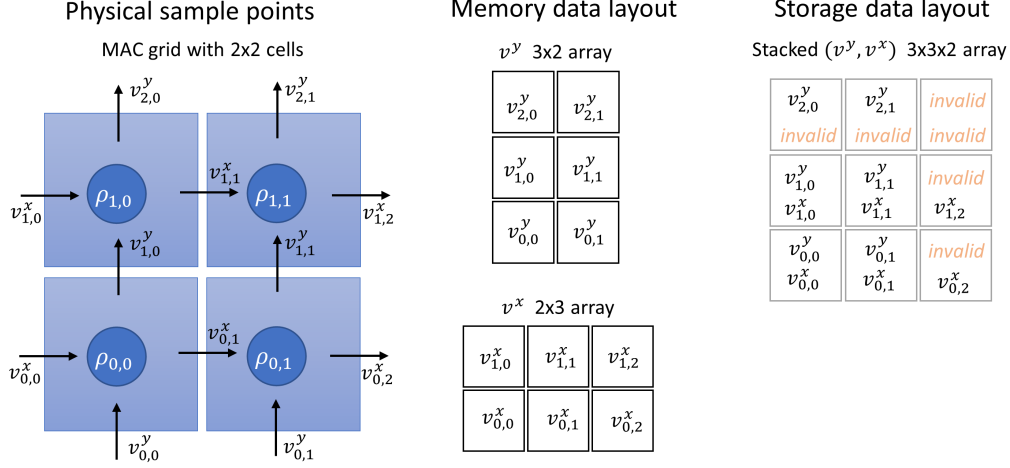 Physical sample points
MAC grid with 2x2 cells
v^y_{2,0} v^y_{2,1}
ρ_{1,0} v^x_{1,1} ρ_{1,1}
v^x_{1,0} v^x_{1,2}
v^y_{1,0} v^y_{1,1}
v^x_{0,1}
ρ_{0,0} ρ_{0,1}
v^x_{0,0} v^x_{0,2}
v^y_{0,0} v^y_{0,1}
Memory data layout
v^y 3x2 array
v^y_{2,0} v^y_{2,1}
v^y_{1,0} v^y_{1,1}
v^y_{0,0} v^y_{0,1}
v^x 2x3 array
v^x_{1,0} v^x_{1,1} v^x_{1,2}
v^x_{0,0} v^x_{0,1} v^x_{0,2}
Storage data layout
Stacked (v^y, v^x) 3x3x2 array
v^y_{2,0} v^y_{2,1} invalid
invalid invalid invalid
v^y_{1,0} v^y_{1,1} invalid
v^x_{1,0} v^x_{1,1} v^x_{1,2}
v^y_{0,0} v^y_{0,1} invalid
v^x_{0,0} v^x_{0,1} v^x_{0,2}